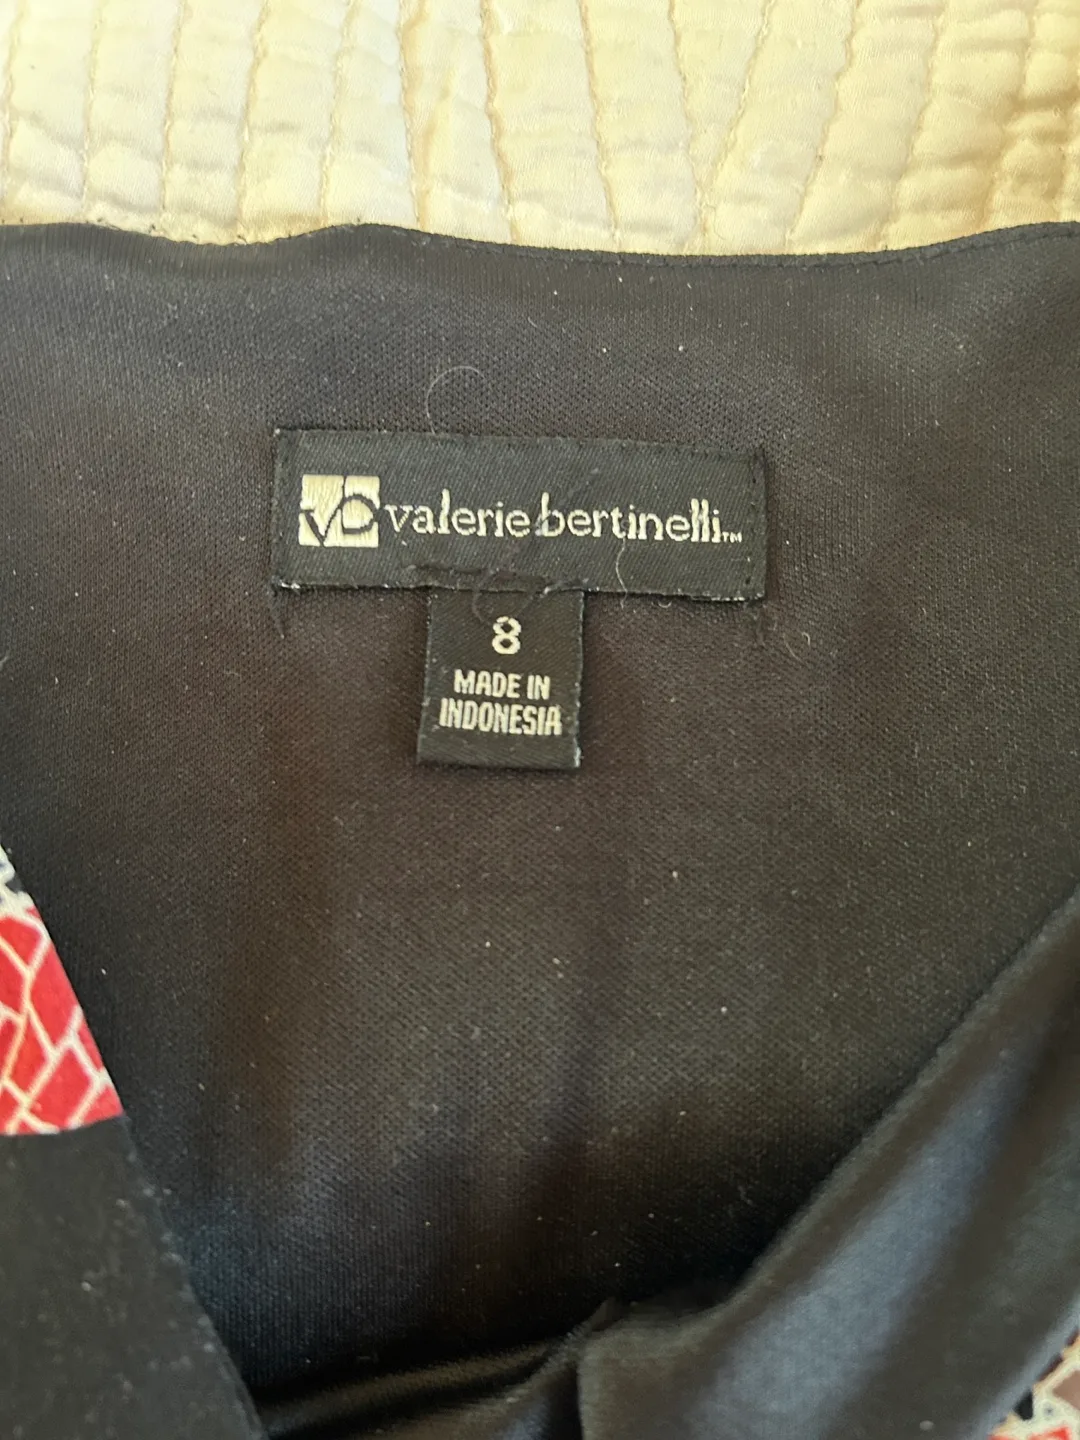 vb valerie bertinelli™
8
MADE IN
INDONESIA